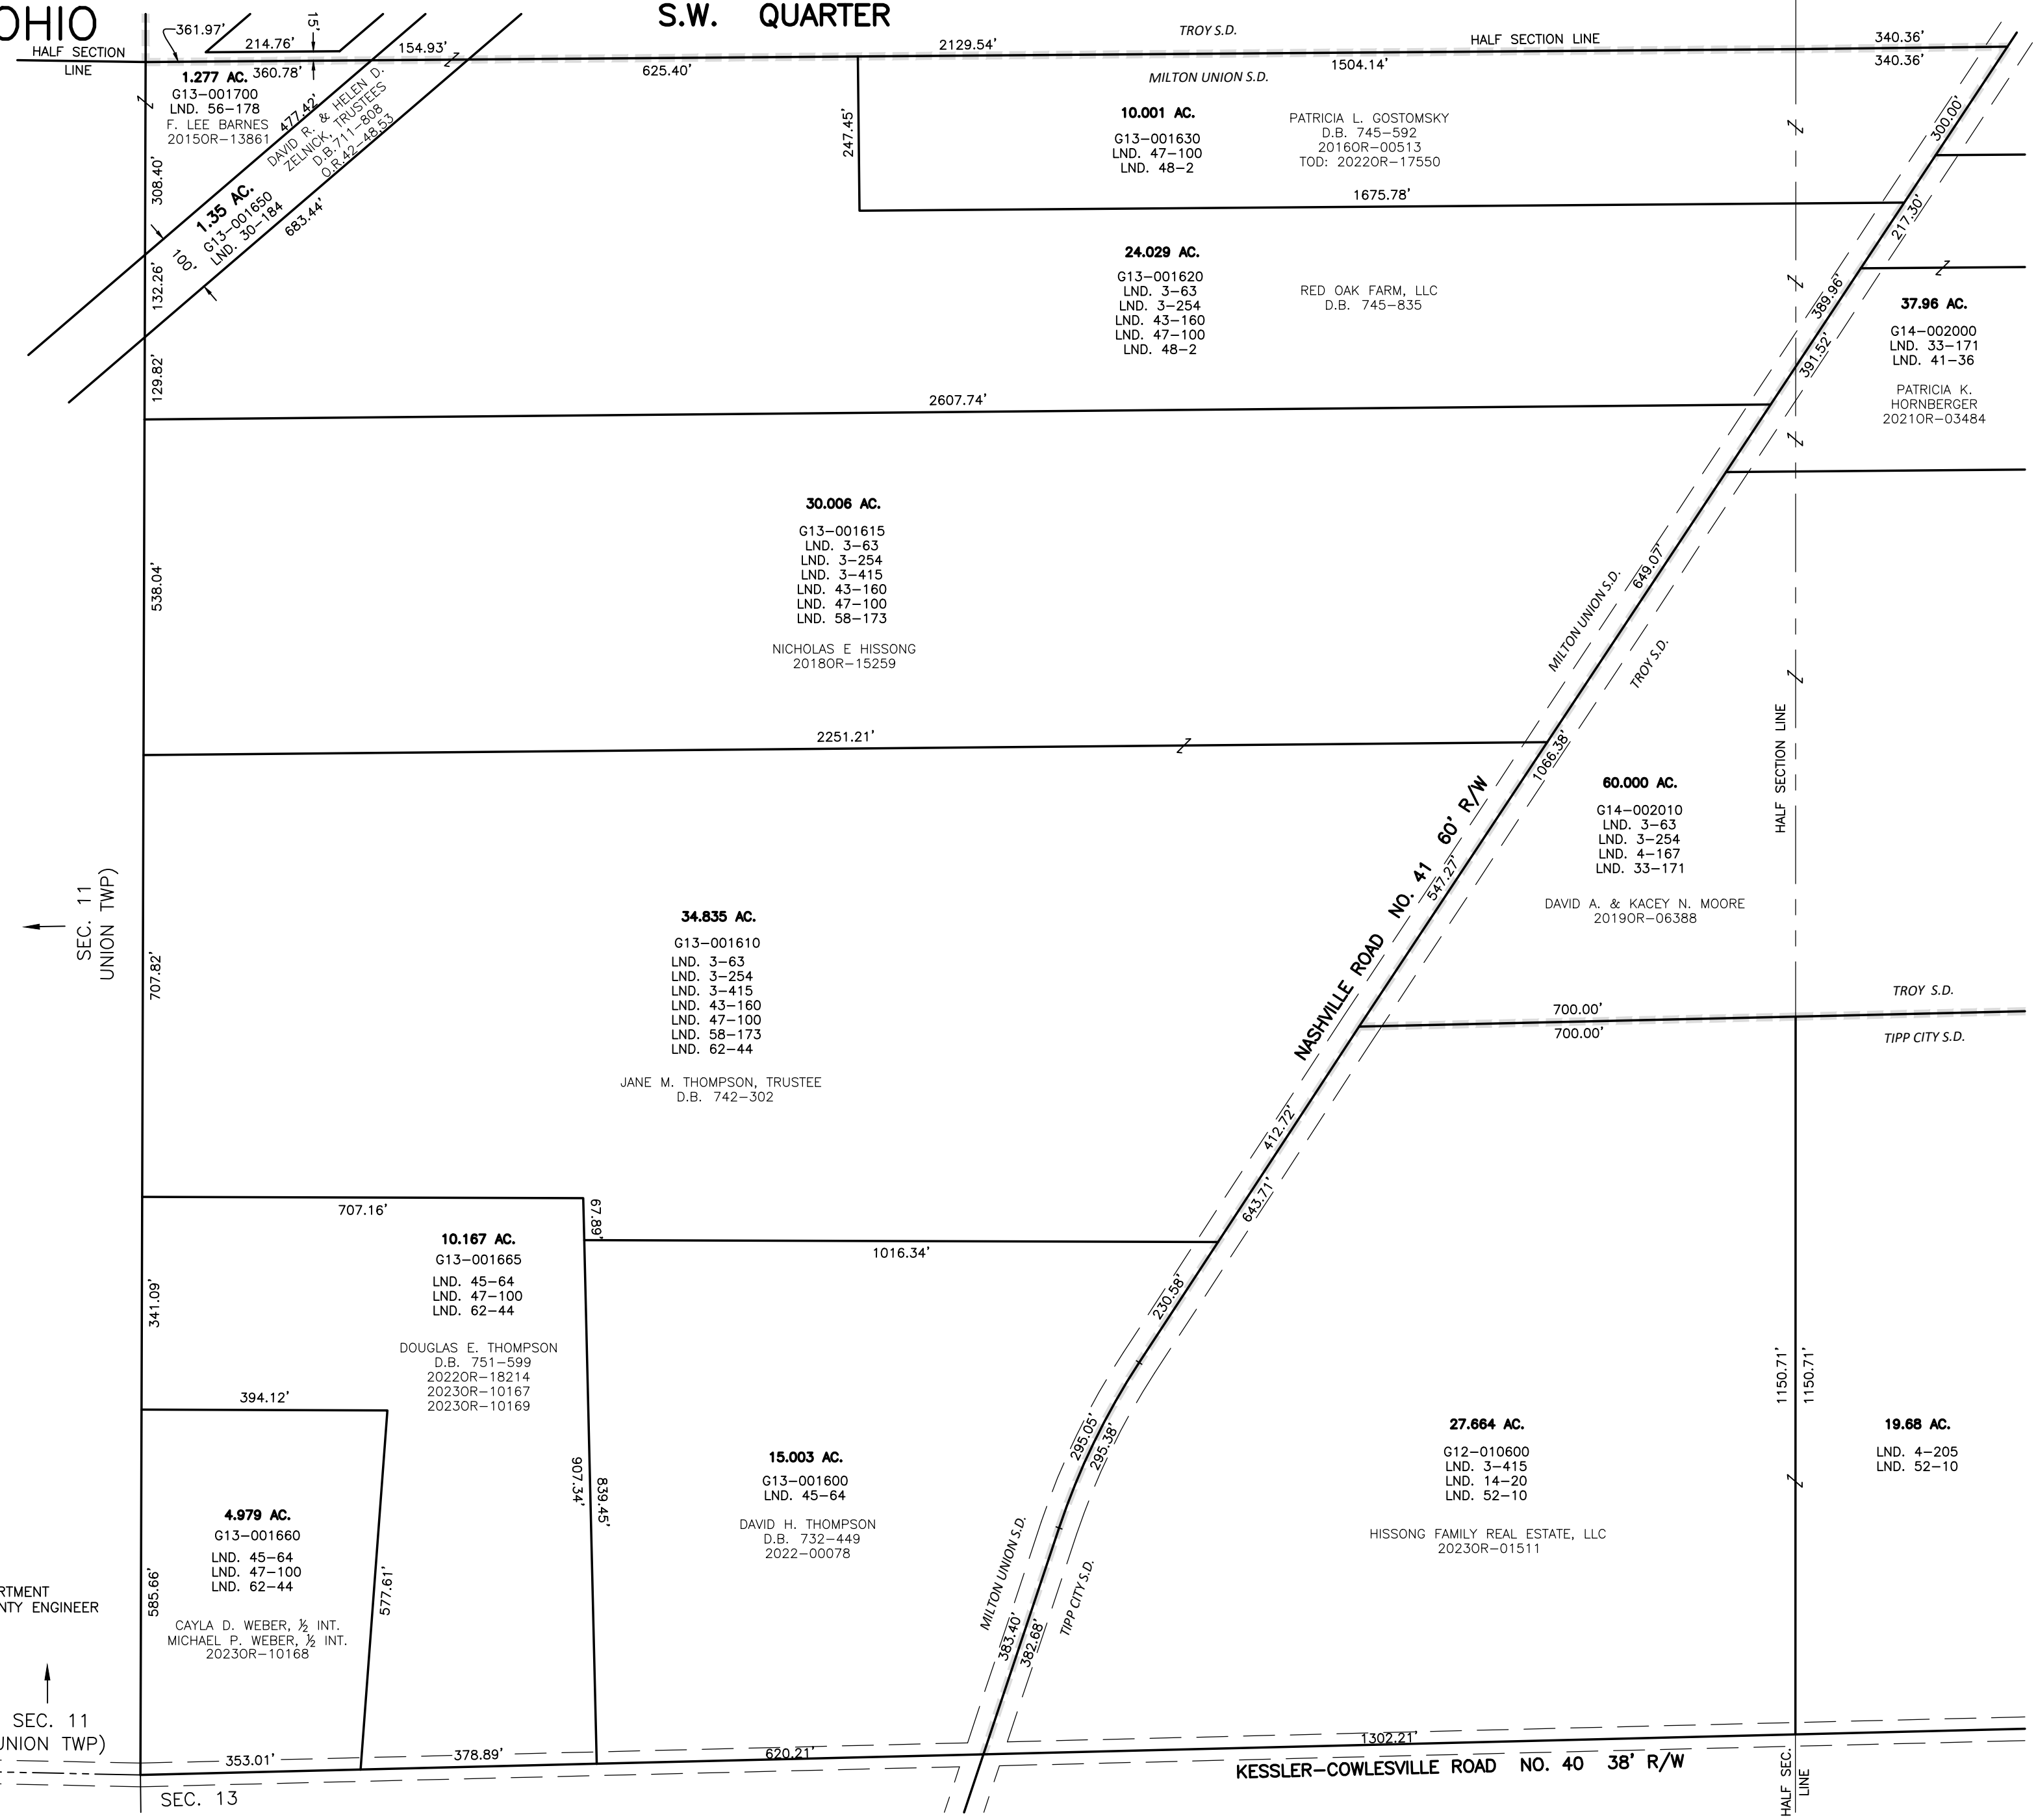 OHIO
S.W. QUARTER
HALF SECTION
LINE
361.97'
214.76'
15'
154.93'
2129.54'
TROY S.D.
HALF SECTION LINE
340.36'
340.36'
360.78'
625.40'
MILTON UNION S.D.
1504.14'
1.277 AC.
G13-001700
LND. 56-178
F. LEE BARNES
2015OR-13861
477.42'
DAVID R. & HELEN D.
ZELNICK, TRUSTEES
D.B.711-808
O.R.42-48,53
1.35 AC.
G13-001650
LND. 30-184
683.44'
100'
308.40'
132.26'
129.82'
247.45'
10.001 AC.
G13-001630
LND. 47-100
LND. 48-2
PATRICIA L. GOSTOMSKY
D.B. 745-592
2016OR-00513
TOD: 2022OR-17550
1675.78'
300.00'
217.30'
24.029 AC.
G13-001620
LND. 3-63
LND. 3-254
LND. 43-160
LND. 47-100
LND. 48-2
RED OAK FARM, LLC
D.B. 745-835
389.96'
391.52'
37.96 AC.
G14-002000
LND. 33-171
LND. 41-36
PATRICIA K.
HORNBERGER
2021OR-03484
2607.74'
30.006 AC.
G13-001615
LND. 3-63
LND. 3-254
LND. 3-415
LND. 43-160
LND. 47-100
LND. 58-173
NICHOLAS E HISSONG
2018OR-15259
538.04'
649.07'
MILTON UNION S.D.
TROY S.D.
2251.21'
1066.38'
HALF SECTION LINE
60.000 AC.
G14-002010
LND. 3-63
LND. 3-254
LND. 4-167
LND. 33-171
DAVID A. & KACEY N. MOORE
2019OR-06388
NASHVILLE ROAD NO. 41 60' R/W
547.27'
SEC. 11
UNION TWP)
707.82'
34.835 AC.
G13-001610
LND. 3-63
LND. 3-254
LND. 3-415
LND. 43-160
LND. 47-100
LND. 58-173
LND. 62-44
JANE M. THOMPSON, TRUSTEE
D.B. 742-302
TROY S.D.
700.00'
700.00'
TIPP CITY S.D.
412.72'
643.71'
707.16'
67.89'
1016.34'
10.167 AC.
G13-001665
LND. 45-64
LND. 47-100
LND. 62-44
DOUGLAS E. THOMPSON
D.B. 751-599
2022OR-18214
2023OR-10167
2023OR-10169
341.09'
230.58'
1150.71'
1150.71'
394.12'
295.05'
295.38'
907.34'
839.45'
15.003 AC.
G13-001600
LND. 45-64
DAVID H. THOMPSON
D.B. 732-449
2022-00078
27.664 AC.
G12-010600
LND. 3-415
LND. 14-20
LND. 52-10
HISSONG FAMILY REAL ESTATE, LLC
2023OR-01511
19.68 AC.
LND. 4-205
LND. 52-10
4.979 AC.
G13-001660
LND. 45-64
LND. 47-100
LND. 62-44
CAYLA D. WEBER, ½ INT.
MICHAEL P. WEBER, ½ INT.
2023OR-10168
585.66'
577.61'
MILTON UNION S.D.
TIPP CITY S.D.
383.40'
382.68'
RTMENT
NTY ENGINEER
SEC. 11
UNION TWP)
353.01'
378.89'
620.21'
1302.21'
KESSLER-COWLESVILLE ROAD NO. 40 38' R/W
HALF SEC.
LINE
SEC. 13